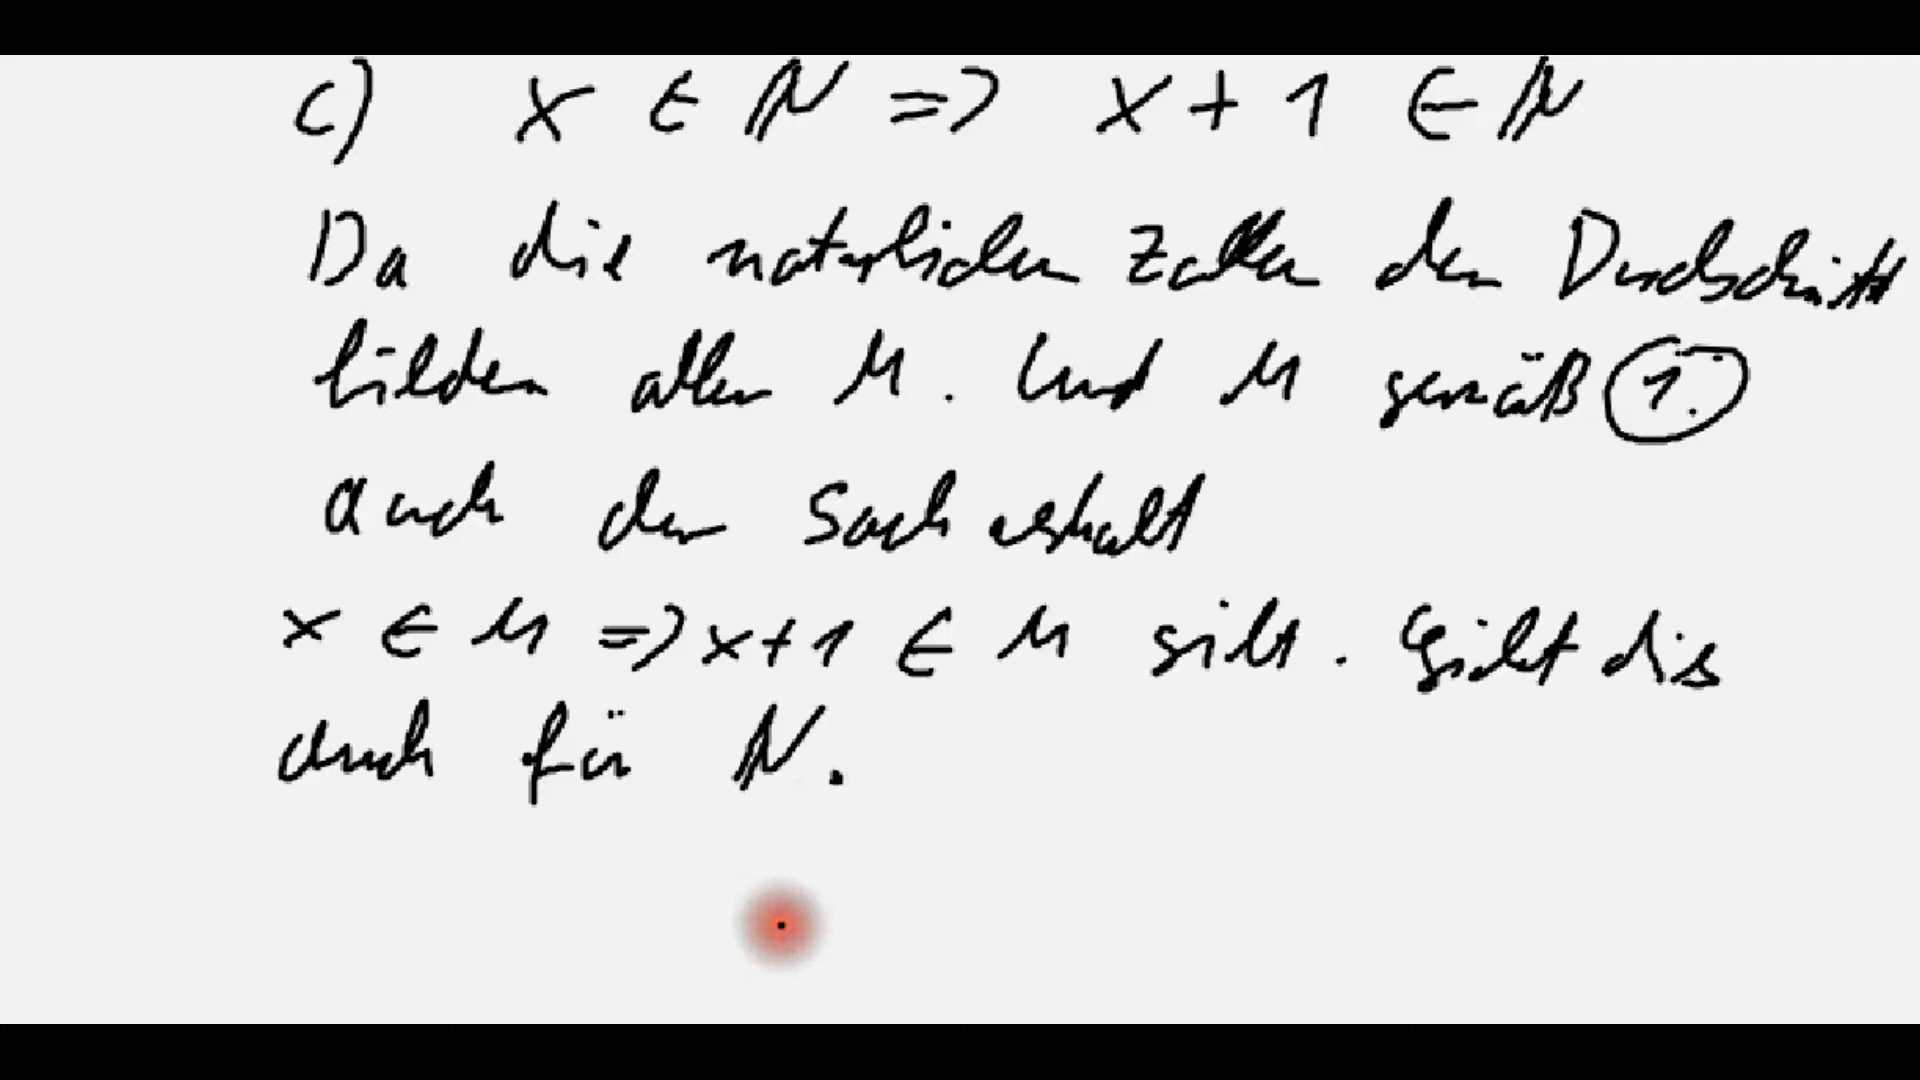 c) x ∈ ℕ => x + 1 ∈ ℕ
Da die natürlichen Zahlen den Durchschnitt
bilden aller M. Und M gemäß 1.
auch der Sachverhalt
x ∈ M => x+1 ∈ M gilt. Gilt dies
auch für ℕ.